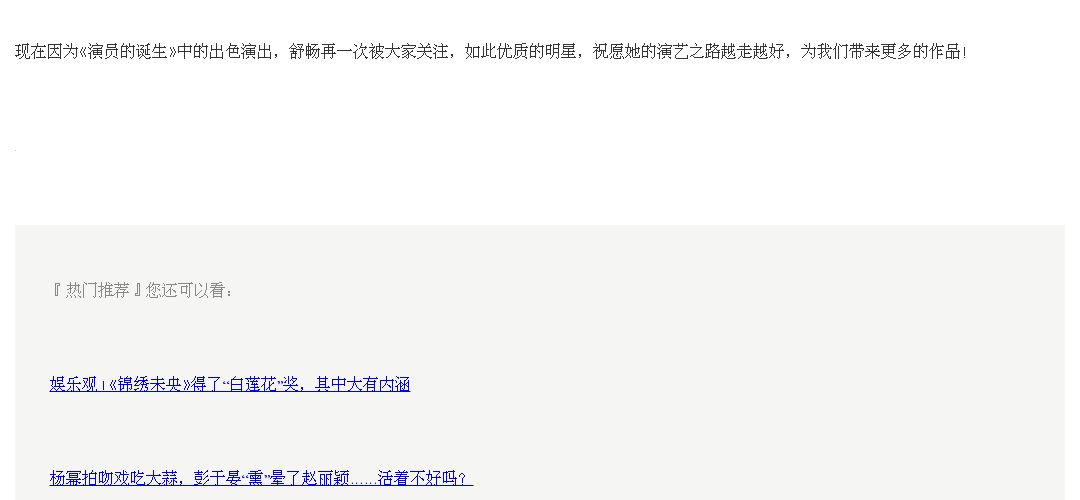 现在因为《演员的诞生》中的出色演出，舒畅再一次被大家关注，如此优质的明星，祝愿她的演艺之路越走越好，为我们带来更多的作品！
『 热门推荐 』您还可以看：
娱乐观 | 《锦绣未央》得了“白莲花”奖，其中大有内涵
杨幂拍吻戏吃大蒜，彭于晏“熏”晕了赵丽颖……活着不好吗？